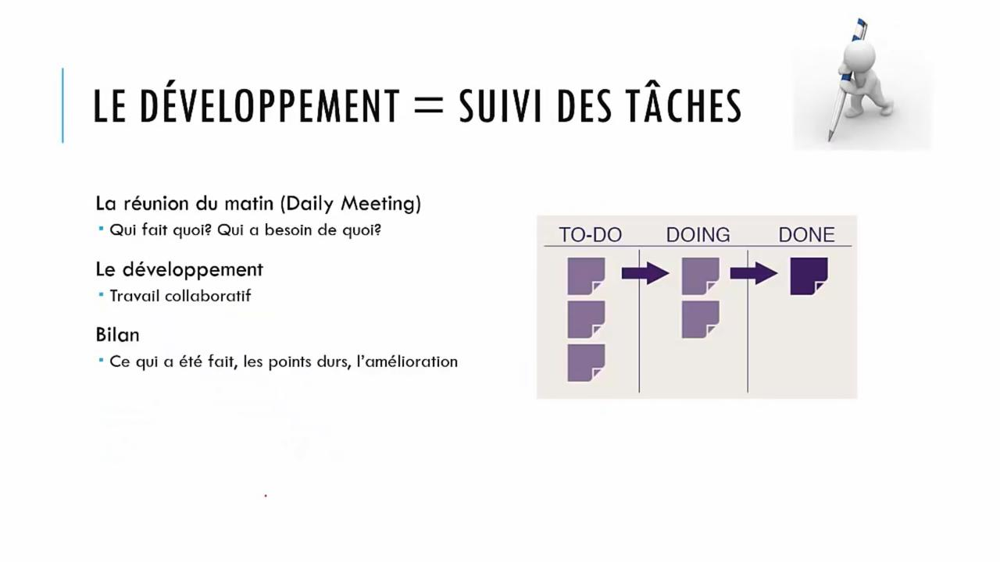 LE DÉVELOPPEMENT = SUIVI DES TÂCHES
La réunion du matin (Daily Meeting)
Qui fait quoi? Qui a besoin de quoi?
Le développement
Travail collaboratif
Bilan
Ce qui a été fait, les points durs, l'amélioration
TO-DO DOING DONE